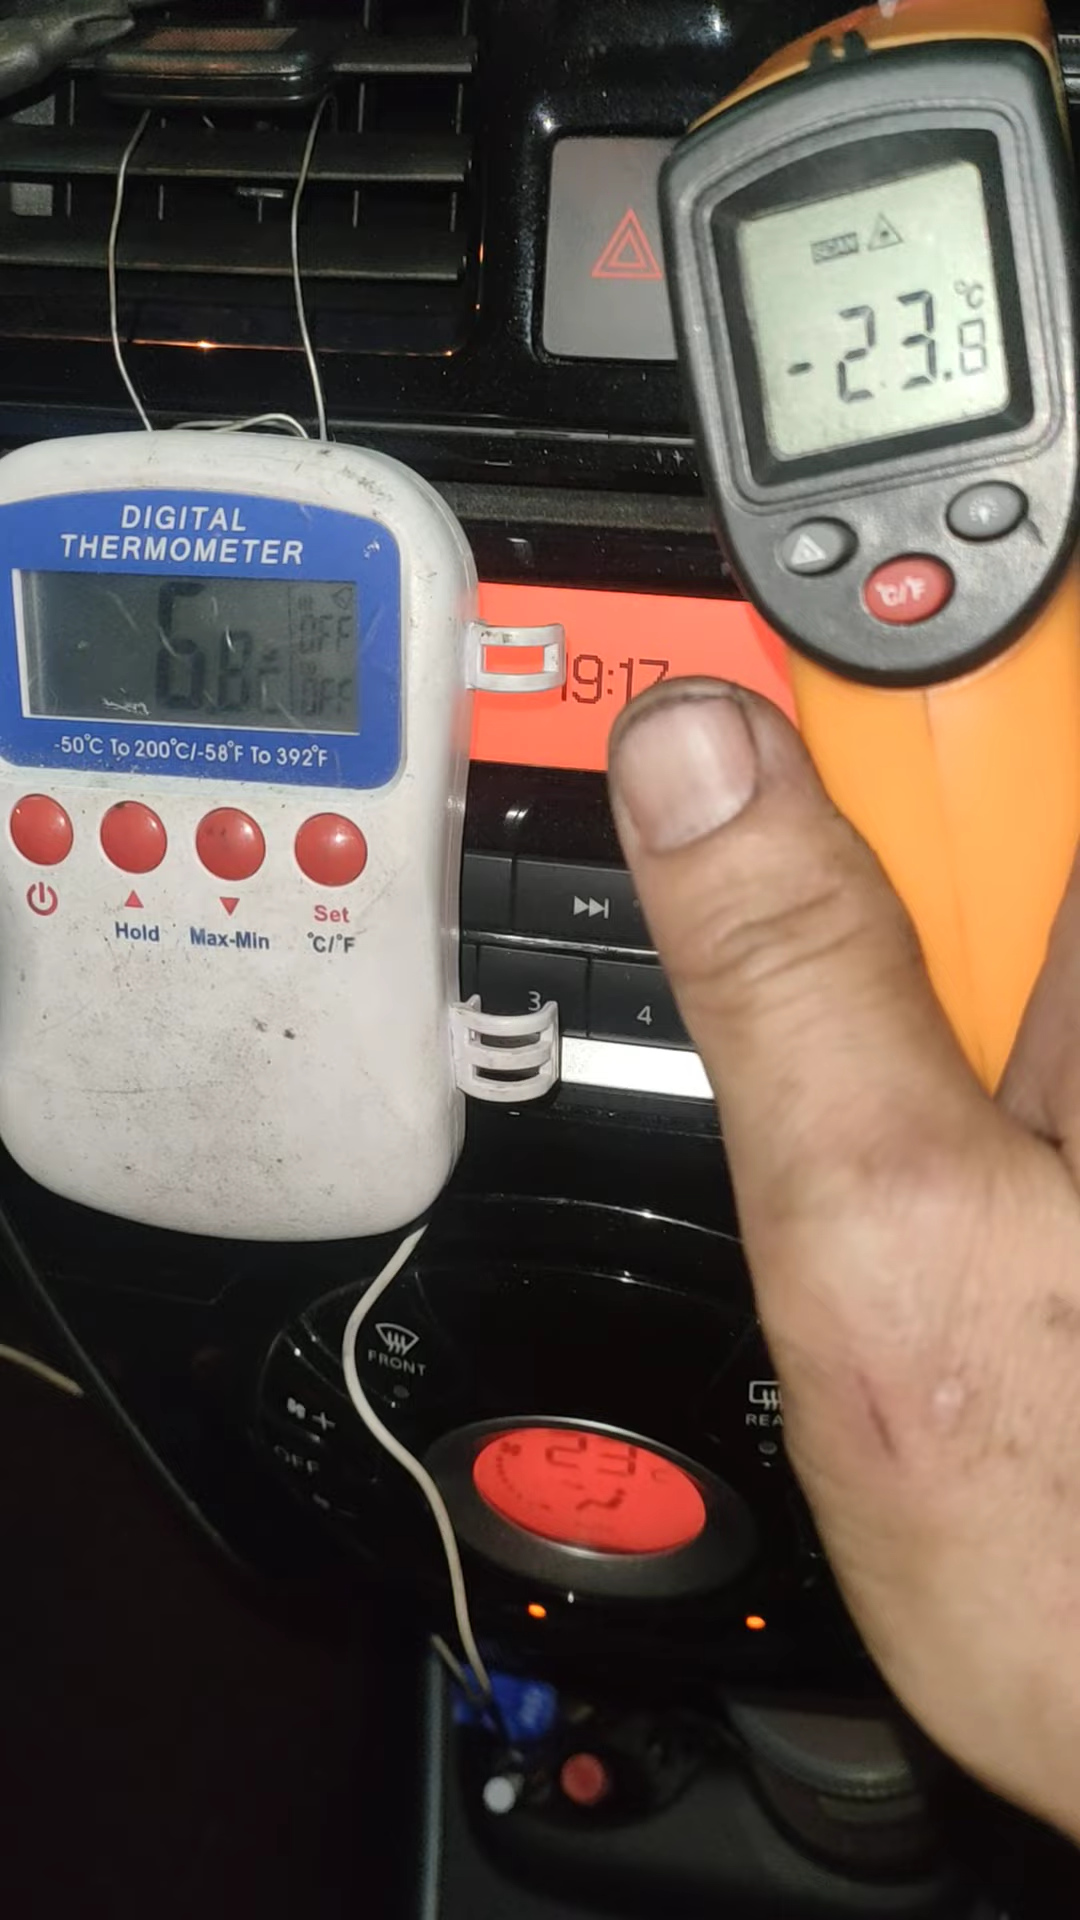 SCAN
°C
-23.8
°C/°F
DIGITAL
THERMOMETER
6.8°C
OFF
OFF
-50°C To 200°C/-58°F To 392°F
Hold
Max-Min
Set
°C/°F
19:17
3
4
FRONT
REA
OFF